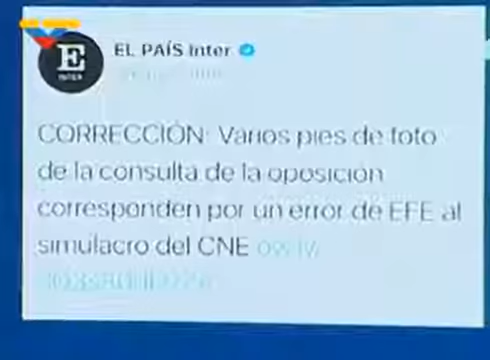 E
INTER
EL PAÍS Inter
CORRECCIÓN: Varios pies de foto
de la consulta de la oposición
corresponden por un error de EFE al
simulacro del CNE